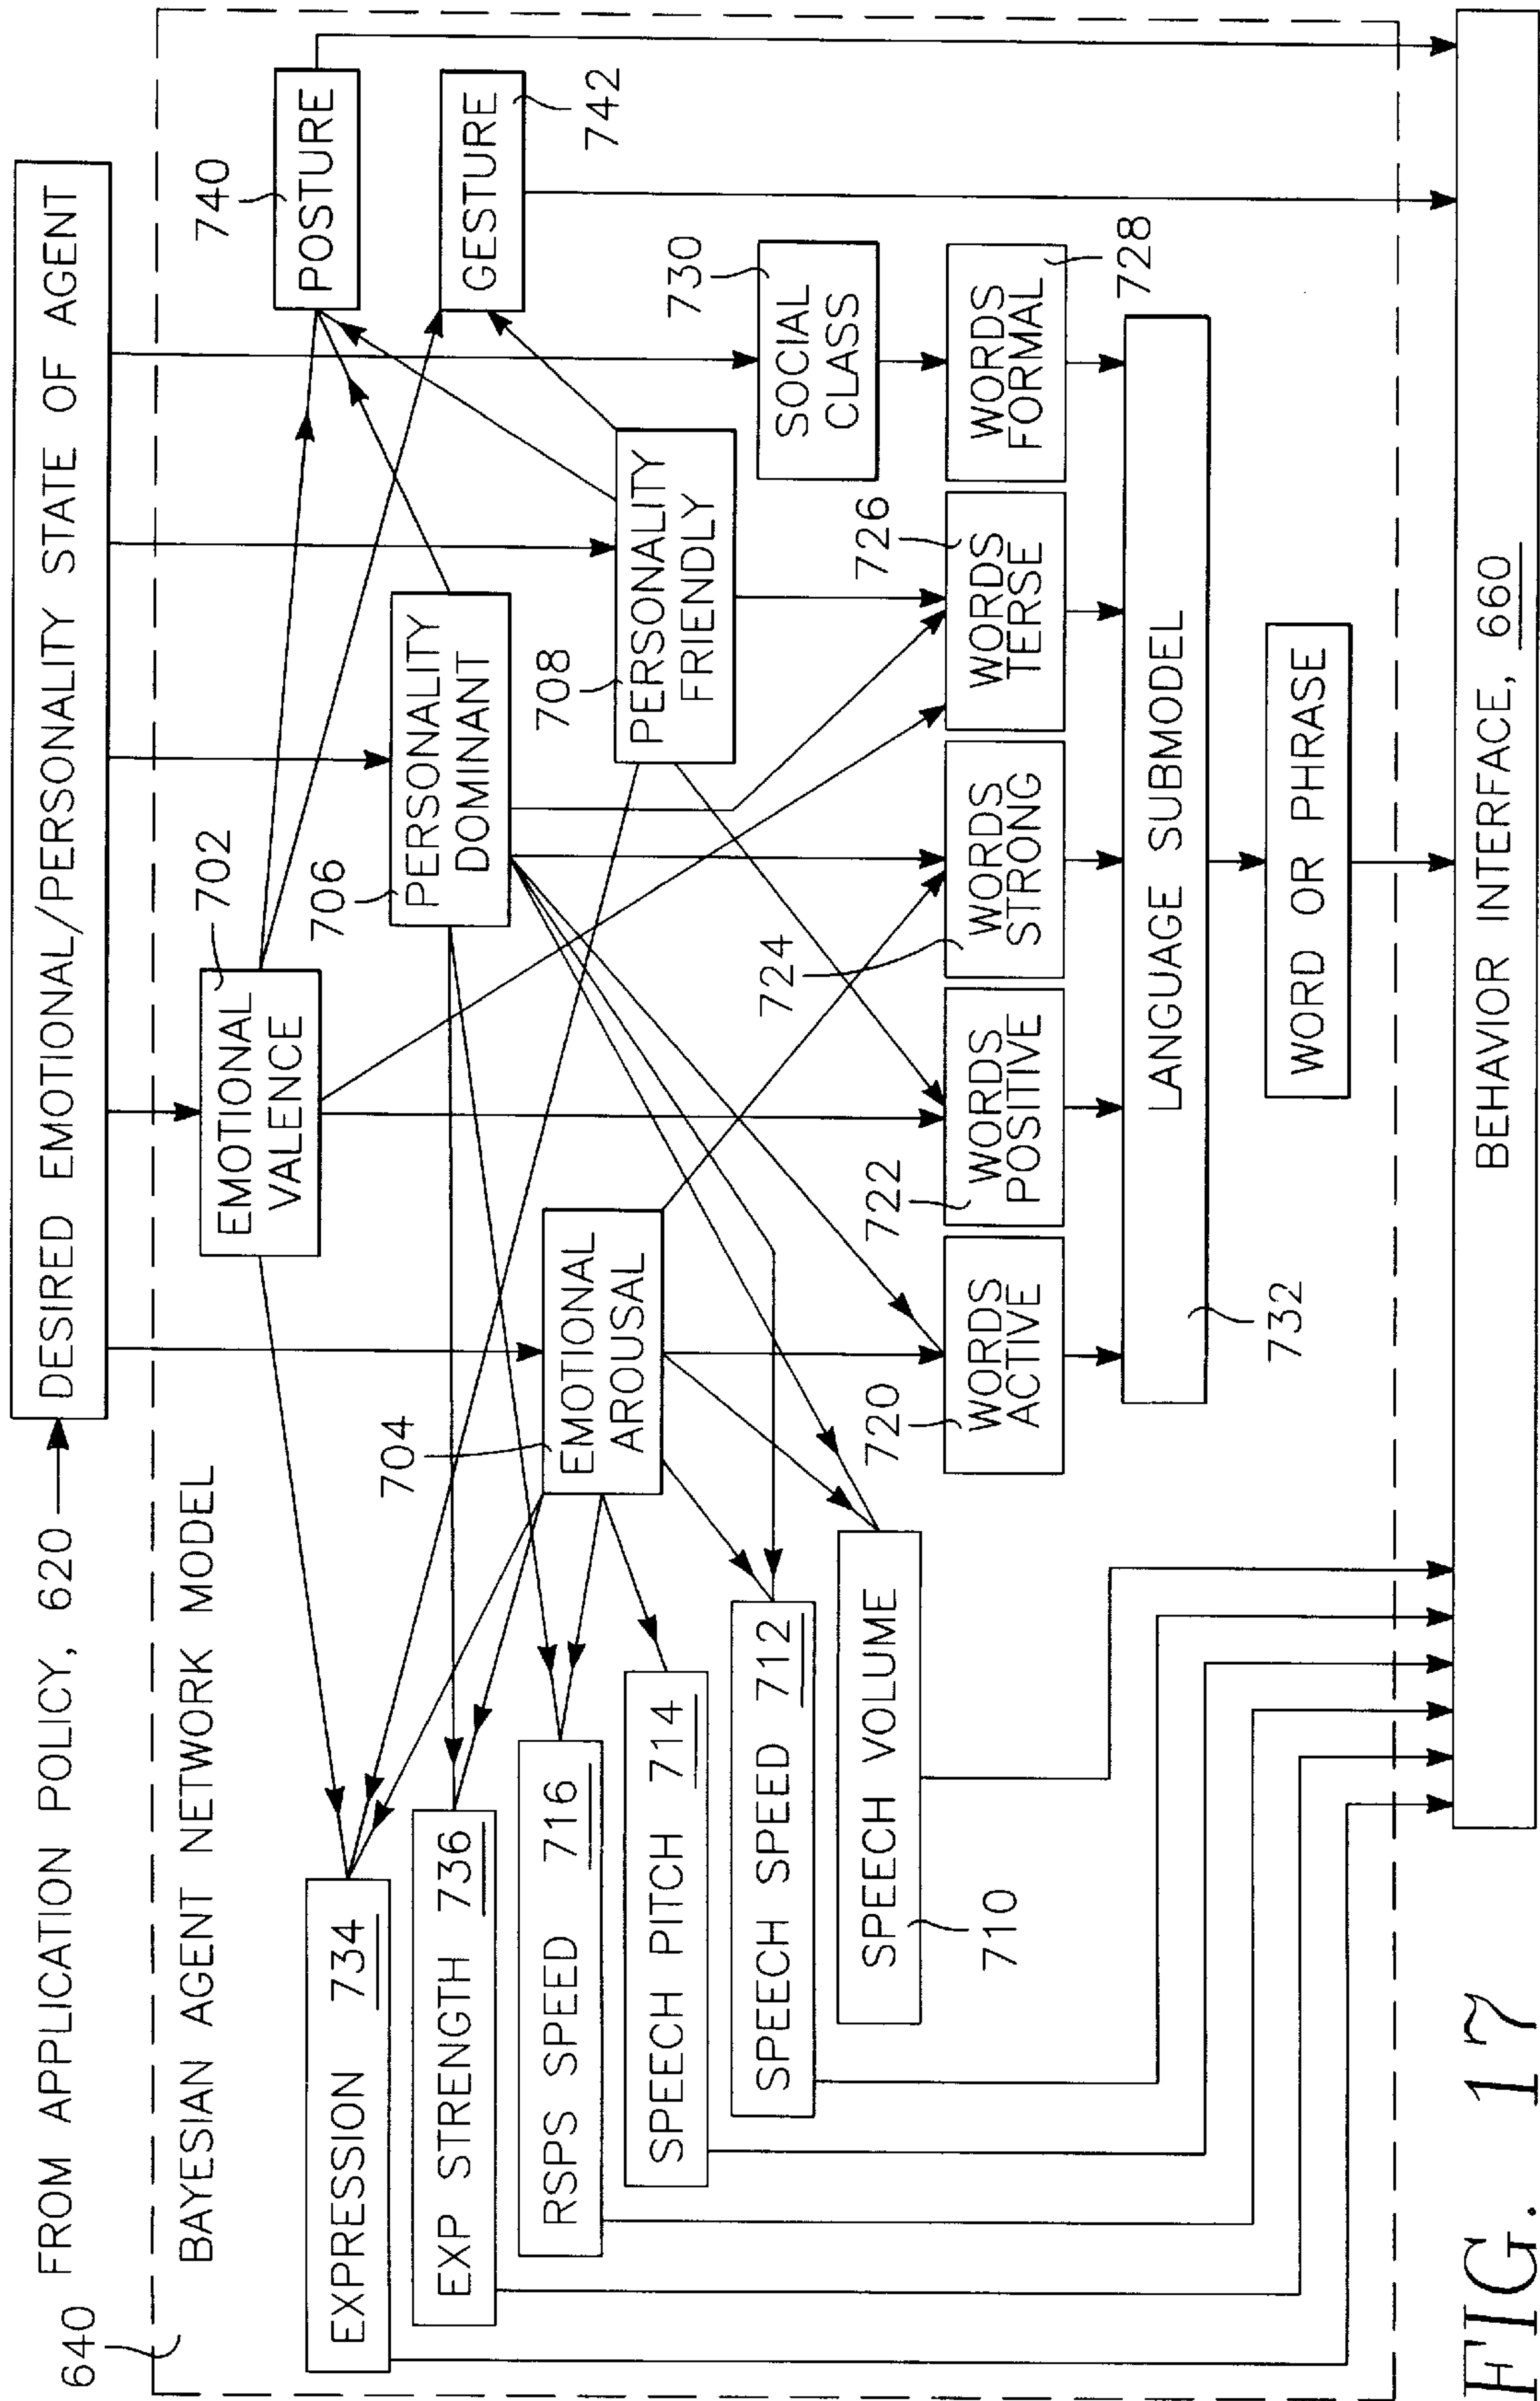 640
FROM APPLICATION POLICY, 620
DESIRED EMOTIONAL/PERSONALITY STATE OF AGENT
BAYESIAN AGENT NETWORK MODEL
702
EMOTIONAL
VALENCE
740
POSTURE
GESTURE
742
706
PERSONALITY
DOMINANT
708
PERSONALITY
FRIENDLY
704
EMOTIONAL
AROUSAL
730
SOCIAL
CLASS
EXPRESSION 734
EXP STRENGTH 736
RSPS SPEED 716
SPEECH PITCH 714
SPEECH SPEED 712
SPEECH VOLUME
710
720
WORDS
ACTIVE
722
WORDS
POSITIVE
724
WORDS
STRONG
726
WORDS
TERSE
WORDS
FORMAL
728
LANGUAGE SUBMODEL
732
WORD OR PHRASE
BEHAVIOR INTERFACE, 660
FIG. 17